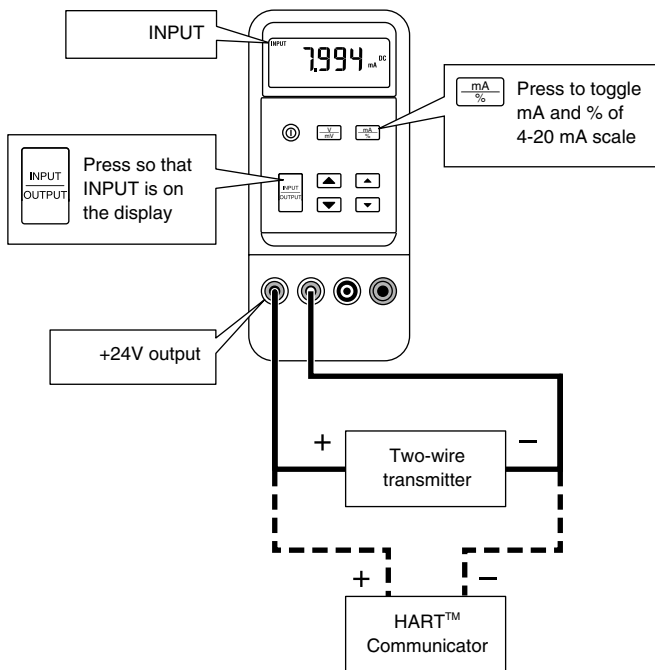 INPUT
INPUT
7.994 mA DC
mA
%
Press to toggle
mA and % of
4-20 mA scale
V
mV
mA
%
INPUT
OUTPUT
Press so that
INPUT is on
the display
INPUT
OUTPUT
+24V output
+
Two-wire
transmitter
−
+
HART™
Communicator
−